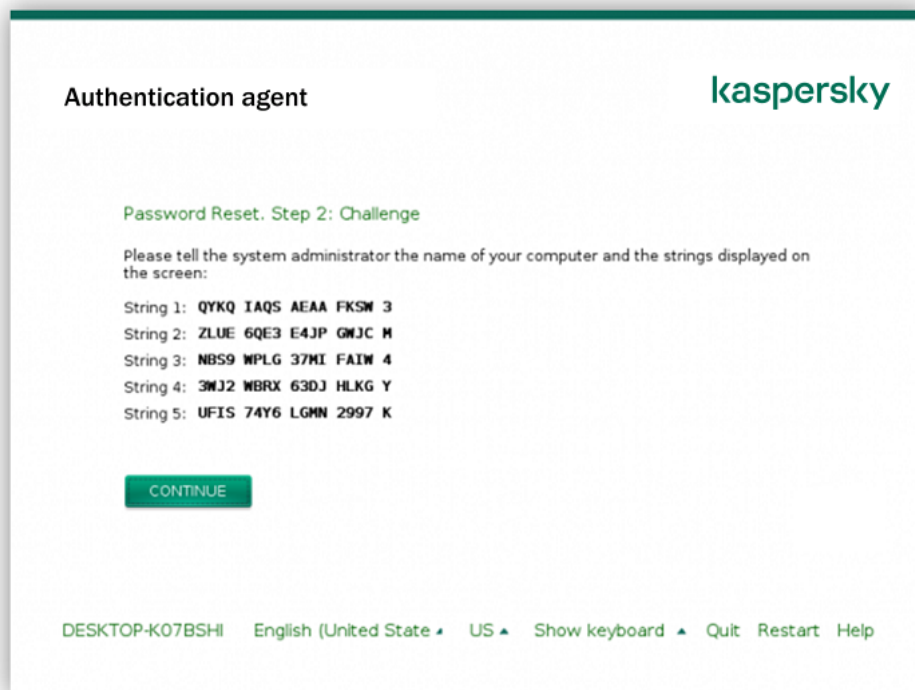 Authentication agent
kaspersky
Password Reset. Step 2: Challenge
Please tell the system administrator the name of your computer and the strings displayed on
the screen:
String 1: QYKQ IAQS AEAA FKSW 3
String 2: ZLUE 6QE3 E4JP GWJC M
String 3: NBS9 WPLG 37MI FAIW 4
String 4: 3WJ2 WBRX 63DJ HLKG Y
String 5: UFIS 74Y6 LGMN 2997 K
CONTINUE
DESKTOP-K07BSHI English (United State US Show keyboard Quit Restart Help